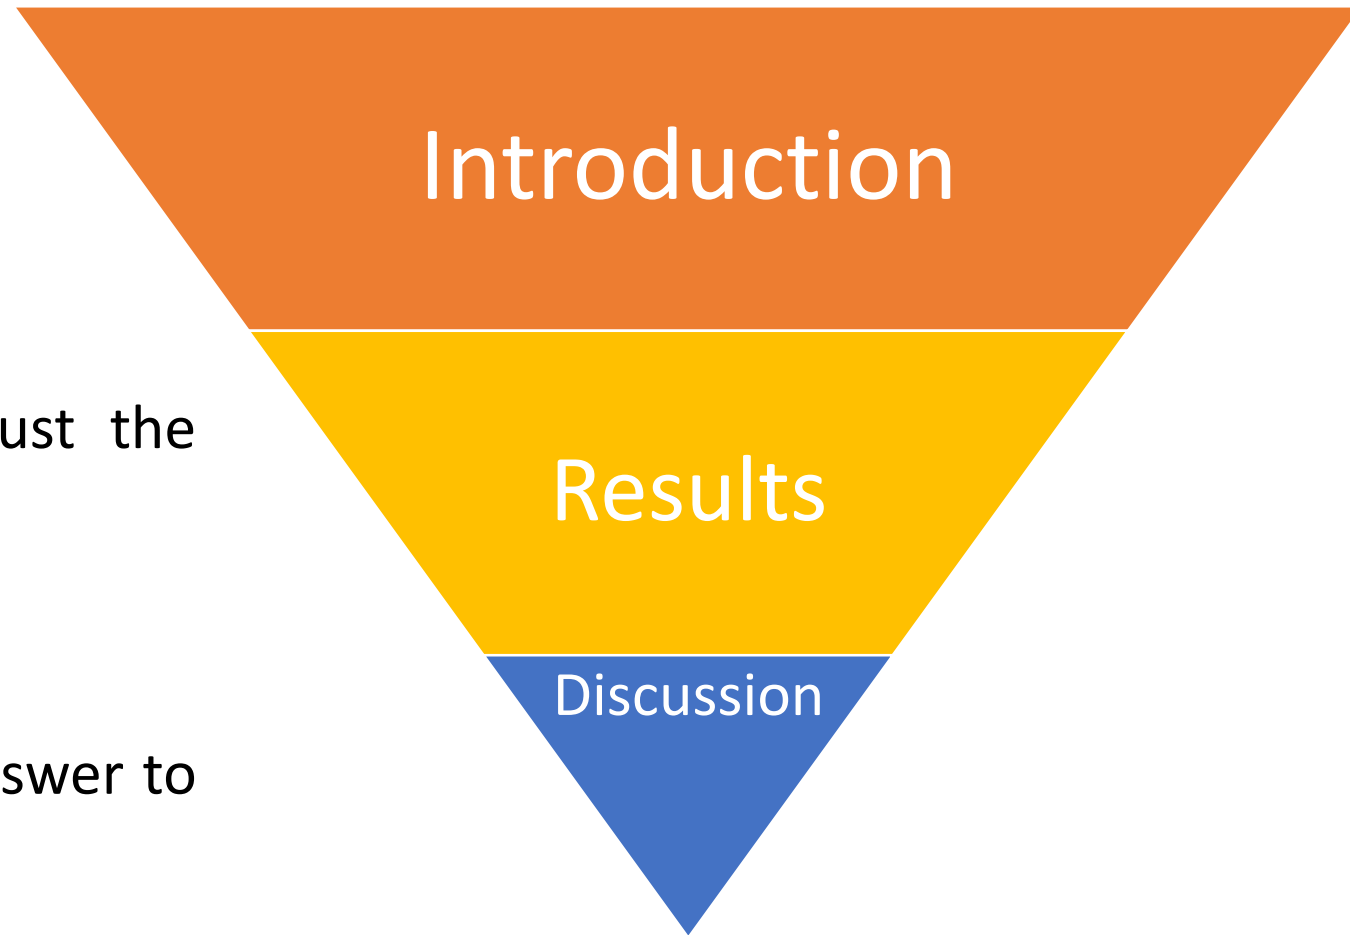 Introduction
ust the
Results
Discussion
swer to